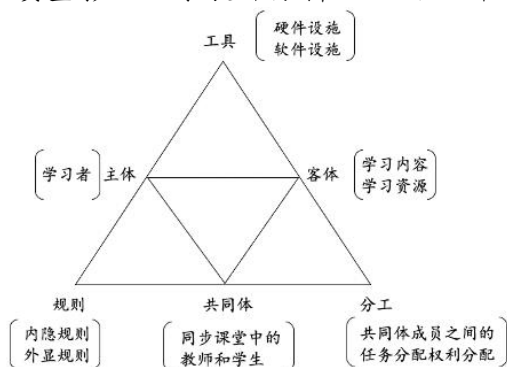 硬件设施
工具
软件设施
学习者
主体
客体
学习内容
学习资源
规则
共同体
分工
内隐规则
外显规则
同步课堂中的
教师和学生
共同体成员之间的
任务分配权利分配